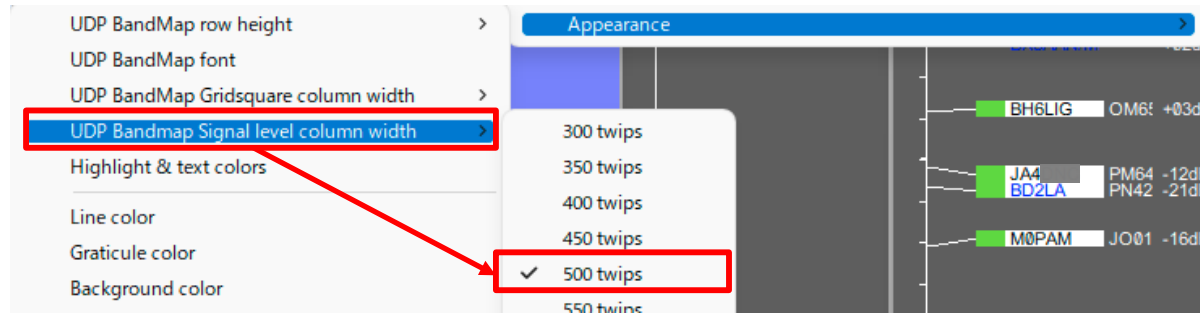 UDP BandMap row height
UDP BandMap font
UDP BandMap Gridsquare column width
UDP Bandmap Signal level column width
Highlight & text colors
Line color
Graticule color
Background color
Appearance
300 twips
350 twips
400 twips
450 twips
500 twips
550 twips
BH6LIG OM65 +03d
JA4 PM64 -12d
BD2LA PN42 -21d
MØPAM JOØ1 -16d